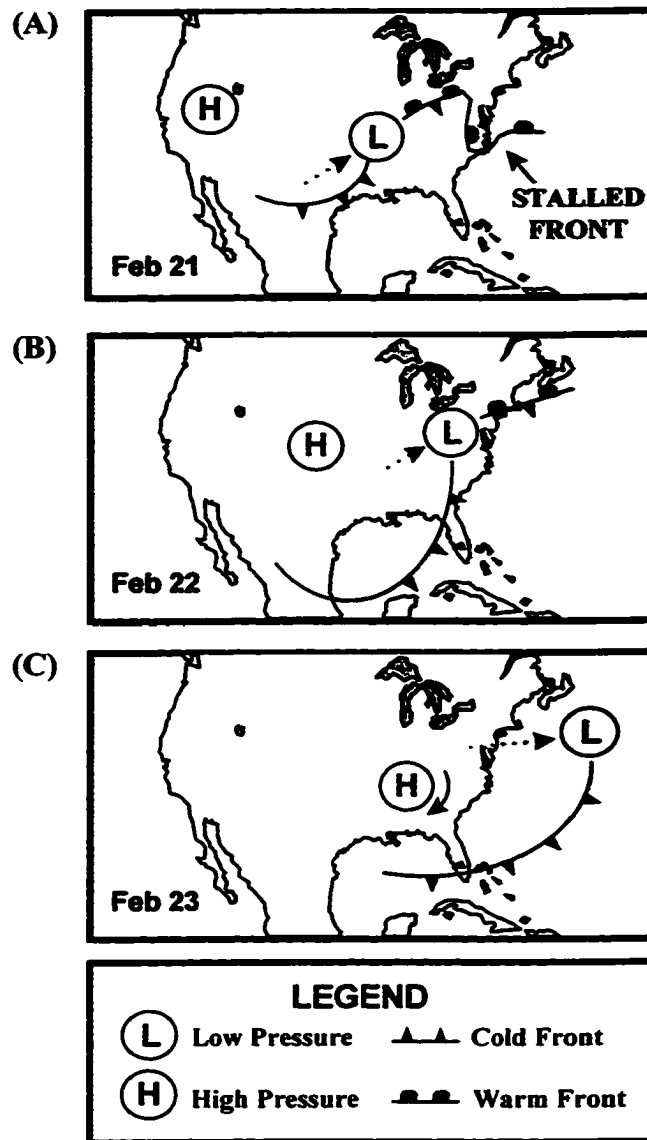 (A)
H
L
STALLED
FRONT
Feb 21
(B)
H
L
Feb 22
(C)
L
H
Feb 23
LEGEND
L Low Pressure Cold Front
H High Pressure Warm Front